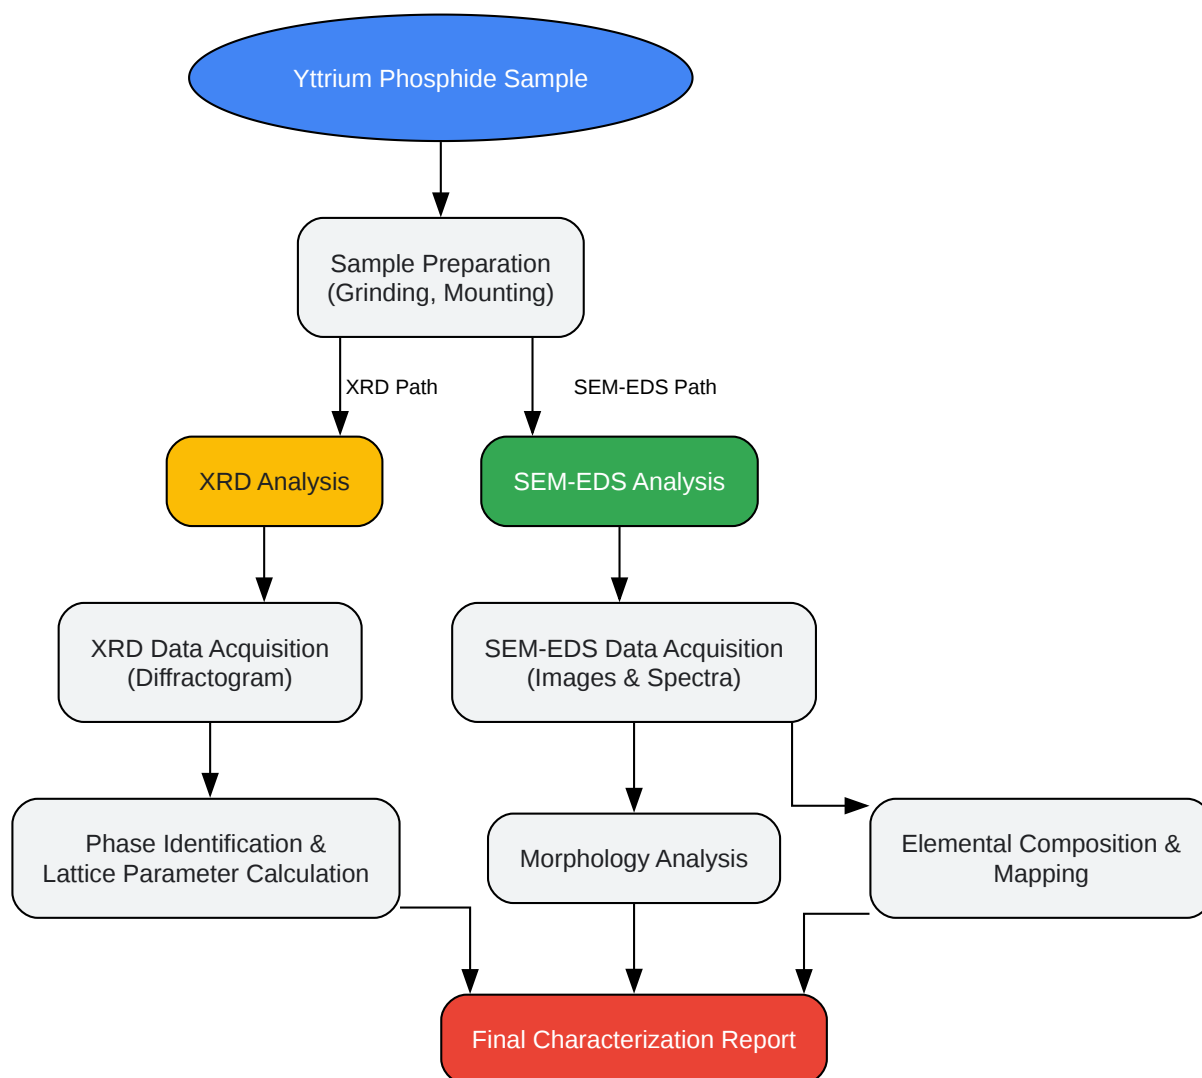 Yttrium Phosphide Sample
Sample Preparation
(Grinding, Mounting)
XRD Path
SEM-EDS Path
XRD Analysis
SEM-EDS Analysis
XRD Data Acquisition
(Diffractogram)
SEM-EDS Data Acquisition
(Images & Spectra)
Phase Identification &
Lattice Parameter Calculation
Morphology Analysis
Elemental Composition &
Mapping
Final Characterization Report